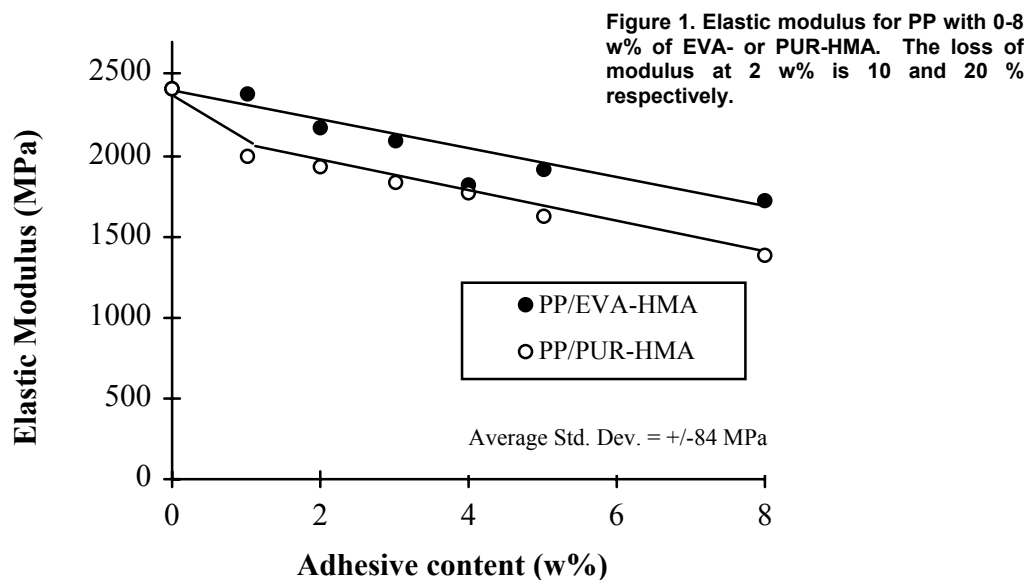 Figure 1. Elastic modulus for PP with 0-8
w% of EVA- or PUR-HMA. The loss of
modulus at 2 w% is 10 and 20 %
respectively.
Elastic Modulus (MPa)
2500
2000
1500
1000
500
0
PP/EVA-HMA
PP/PUR-HMA
Average Std. Dev. = +/-84 MPa
0 2 4 6 8
Adhesive content (w%)